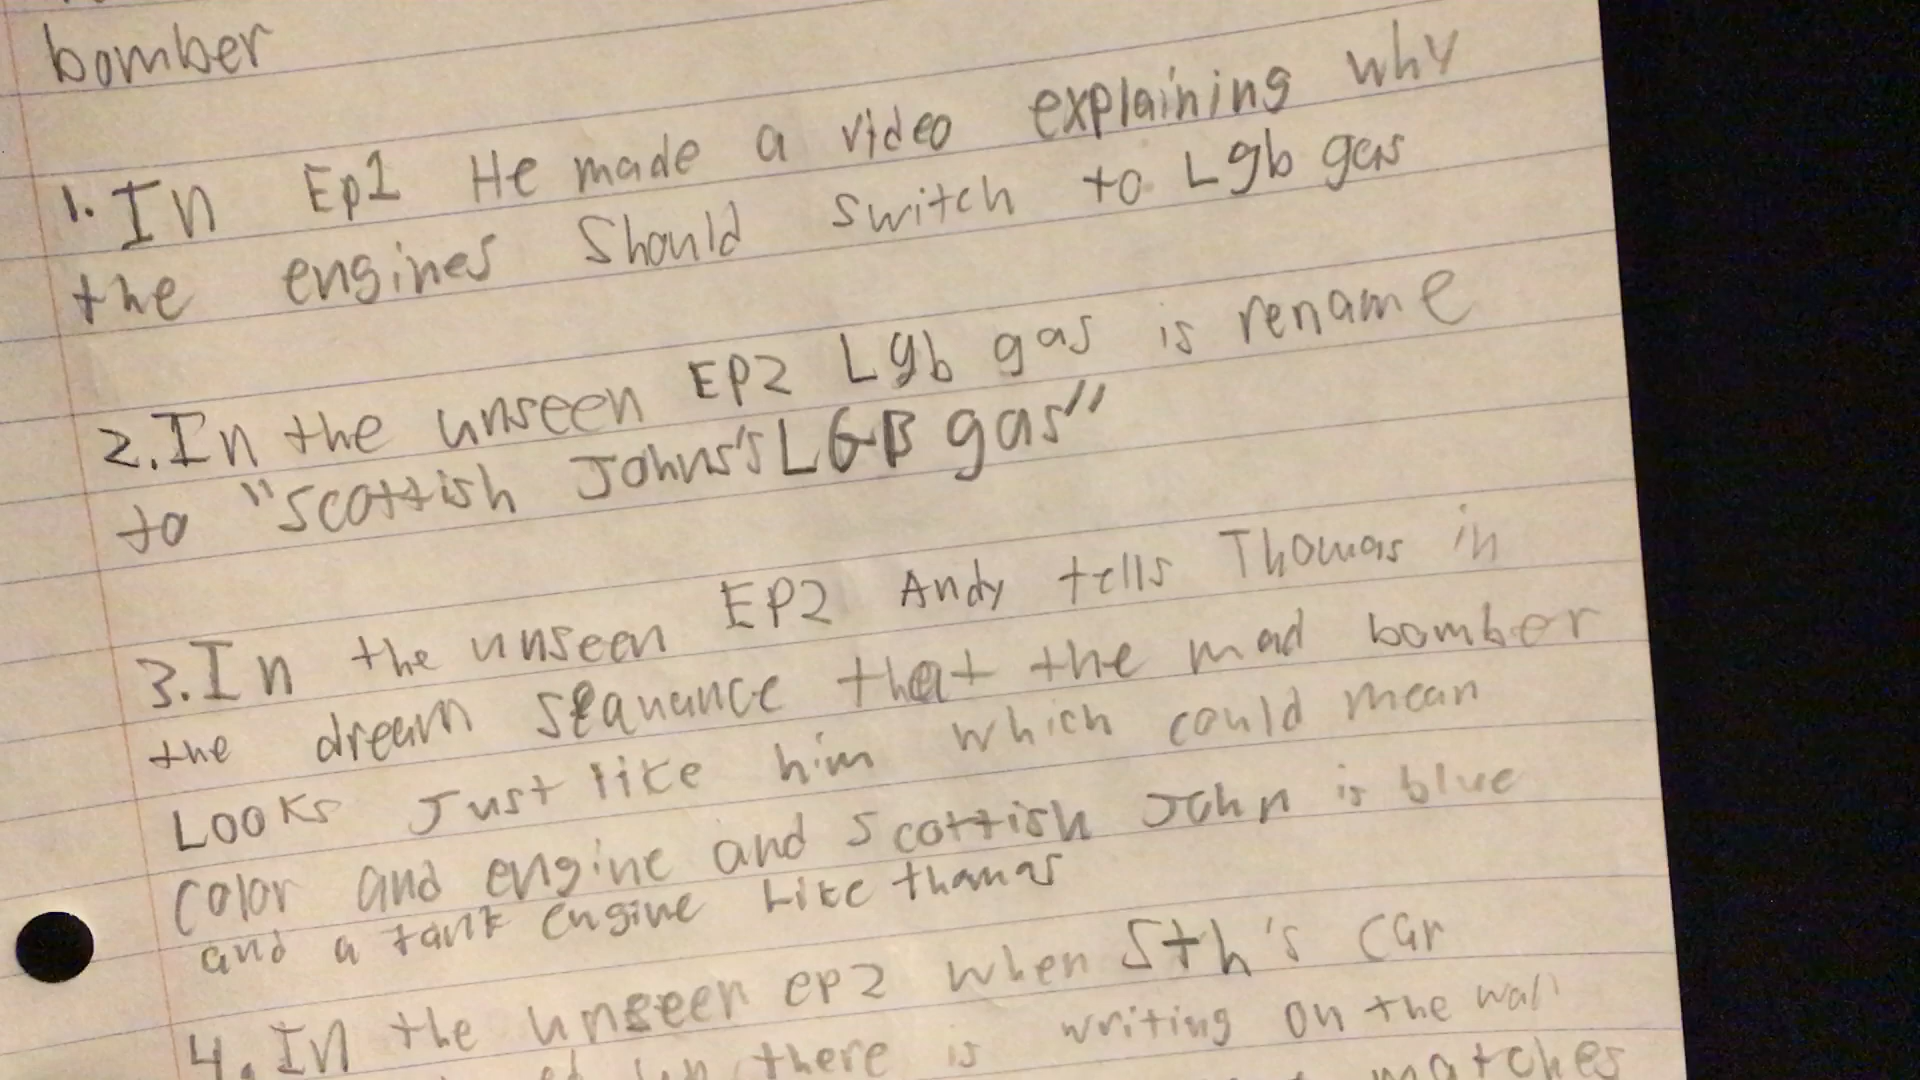 bomber
1. In Ep1 He made a video explaining why
the engines Should switch to Lgb gas
2. In the unseen EP2 Lgb gas is rename
to "Scottish Johns's LGB gas"
3. In the unseen EP2 Andy tells Thomas in
the dream that the mad bomber
Looks Just like him which could mean
color and engine and Scottish John is blue
and a tank engine Like thamas
4. In the unseen ep2 when Sth's car
there is writing on the wall
matches